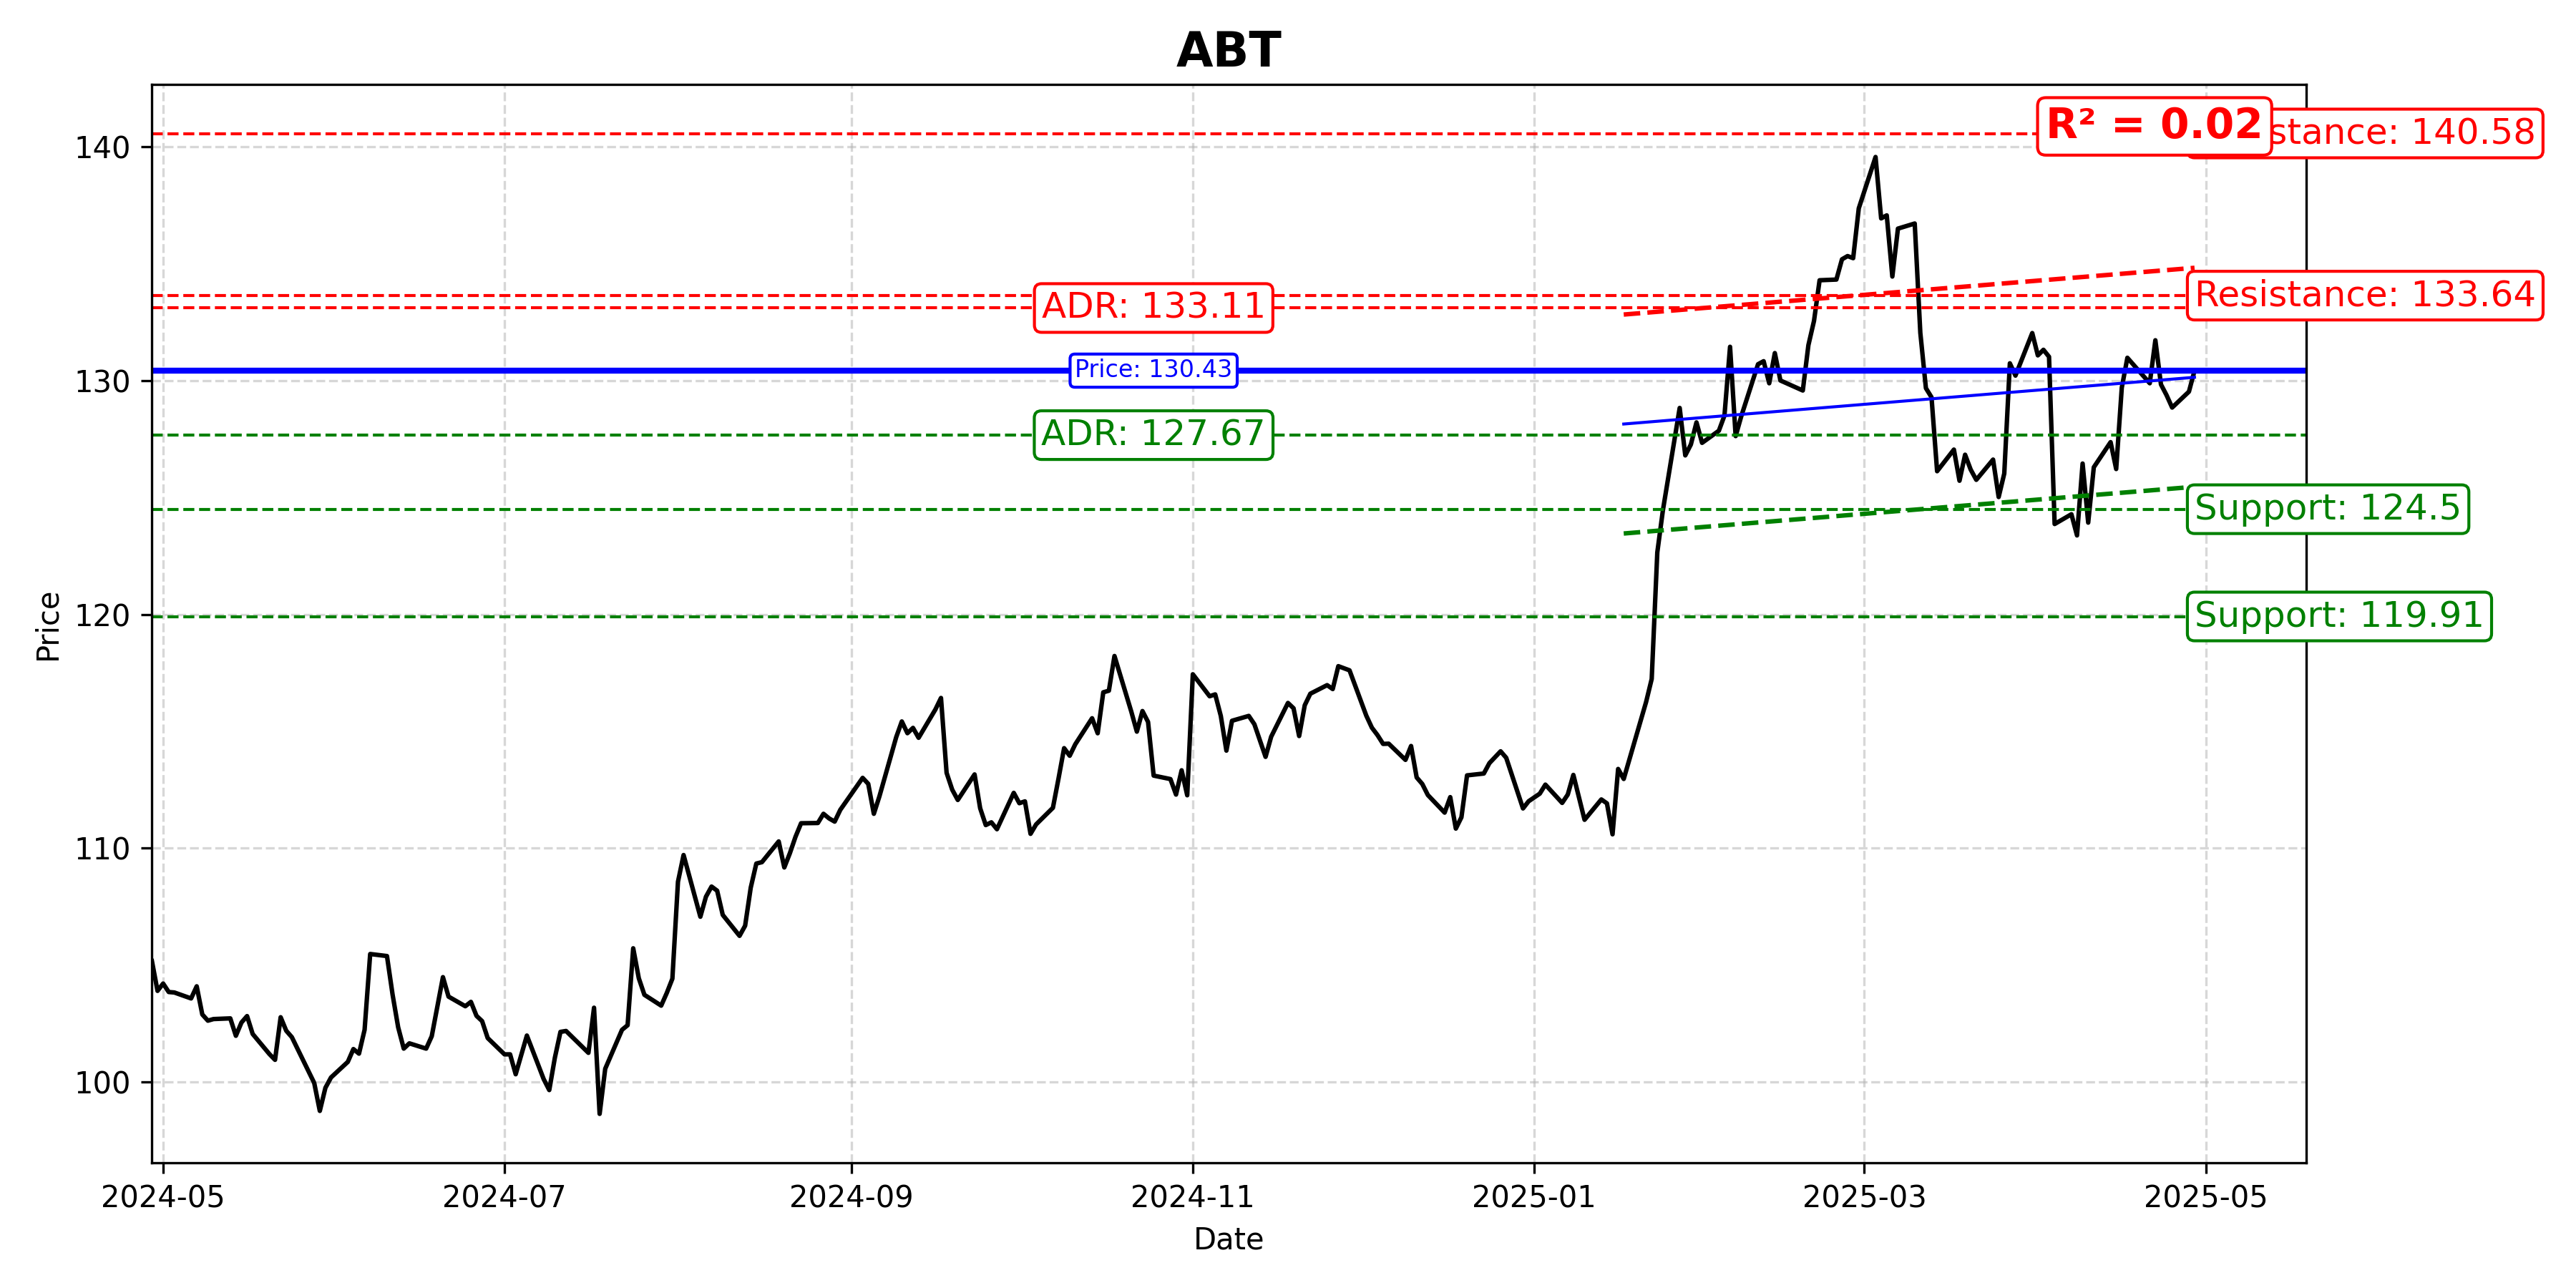 ABT
R² = 0.02
stance: 140.58
140
ADR: 133.11
Resistance: 133.64
Price: 130.43
130
ADR: 127.67
Support: 124.5
120
Support: 119.91
Price
110
100
2024-05
2024-07
2024-09
2024-11
2025-01
2025-03
2025-05
Date